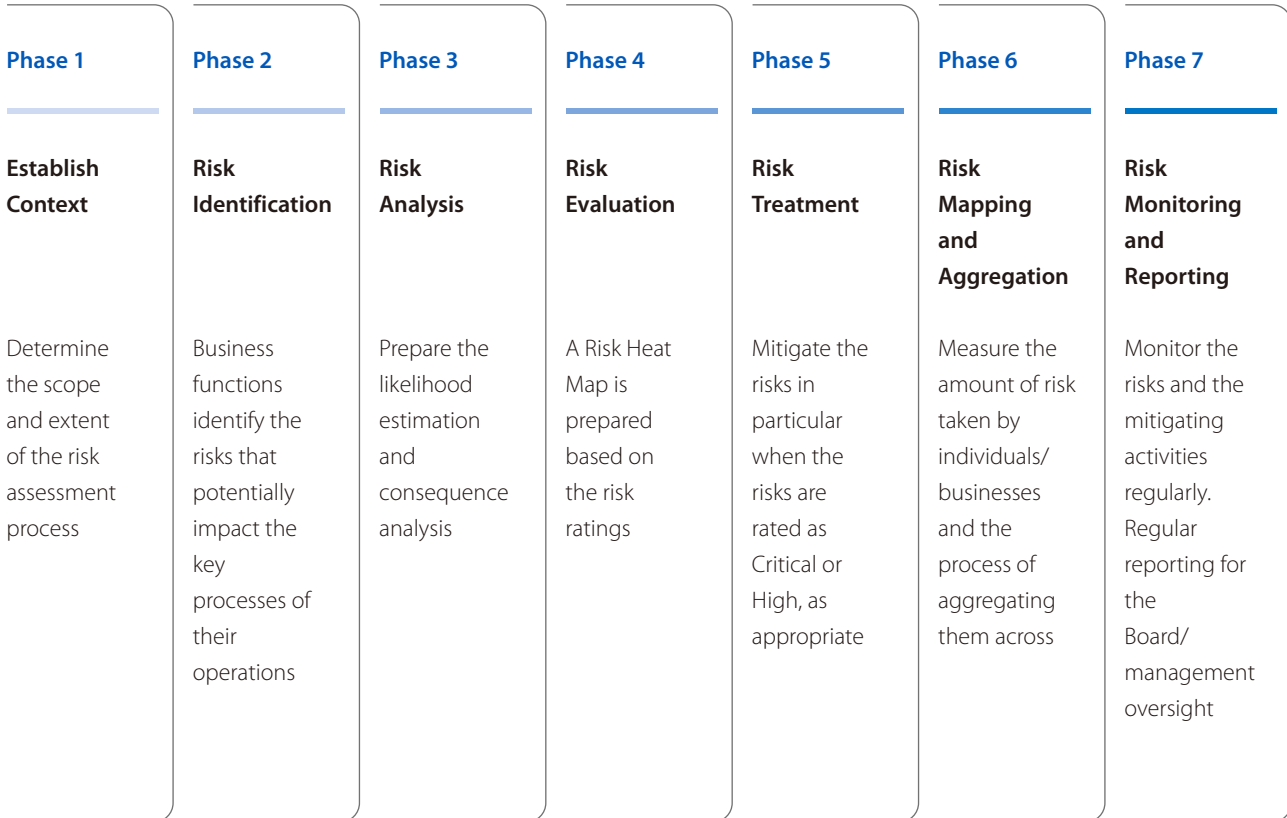 Phase 1
Establish
Context
Determine
the scope
and extent
of the risk
assessment
process
Phase 2
Risk
Identification
Business
functions
identify the
risks that
potentially
impact the
key
processes of
their
operations
Phase 3
Risk
Analysis
Prepare the
likelihood
estimation
and
consequence
analysis
Phase 4
Risk
Evaluation
A Risk Heat
Map is
prepared
based on
the risk
ratings
Phase 5
Risk
Treatment
Mitigate the
risks in
particular
when the
risks are
rated as
Critical or
High, as
appropriate
Phase 6
Risk
Mapping
and
Aggregation
Measure the
amount of risk
taken by
individuals/
businesses
and the
process of
aggregating
them across
Phase 7
Risk
Monitoring
and
Reporting
Monitor the
risks and the
mitigating
activities
regularly.
Regular
reporting for
the
Board/
management
oversight